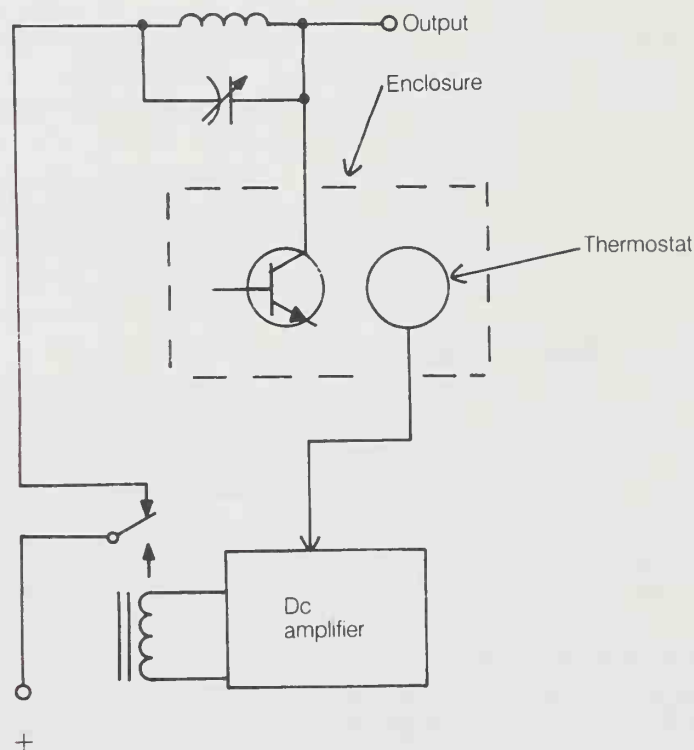 Output
Enclosure
Thermostat
Dc
amplifier
+